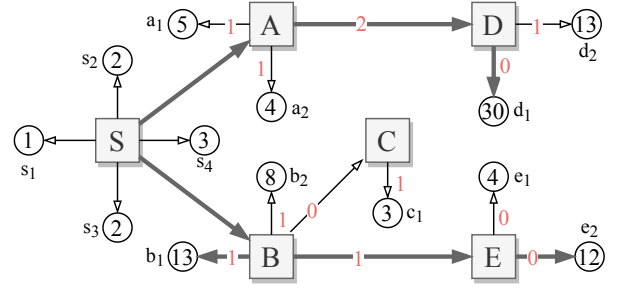 a₁ 5 1 A 2 D 1 13 d₂
s₂ 2 1 0
4 a₂ 30 d₁
1 S 3 C
s₁ s₄
8 b₂ 0 1 4 e₁
s₃ 2 1 3 c₁ 0 e₂
b₁ 13 1 B 1 E 0 12